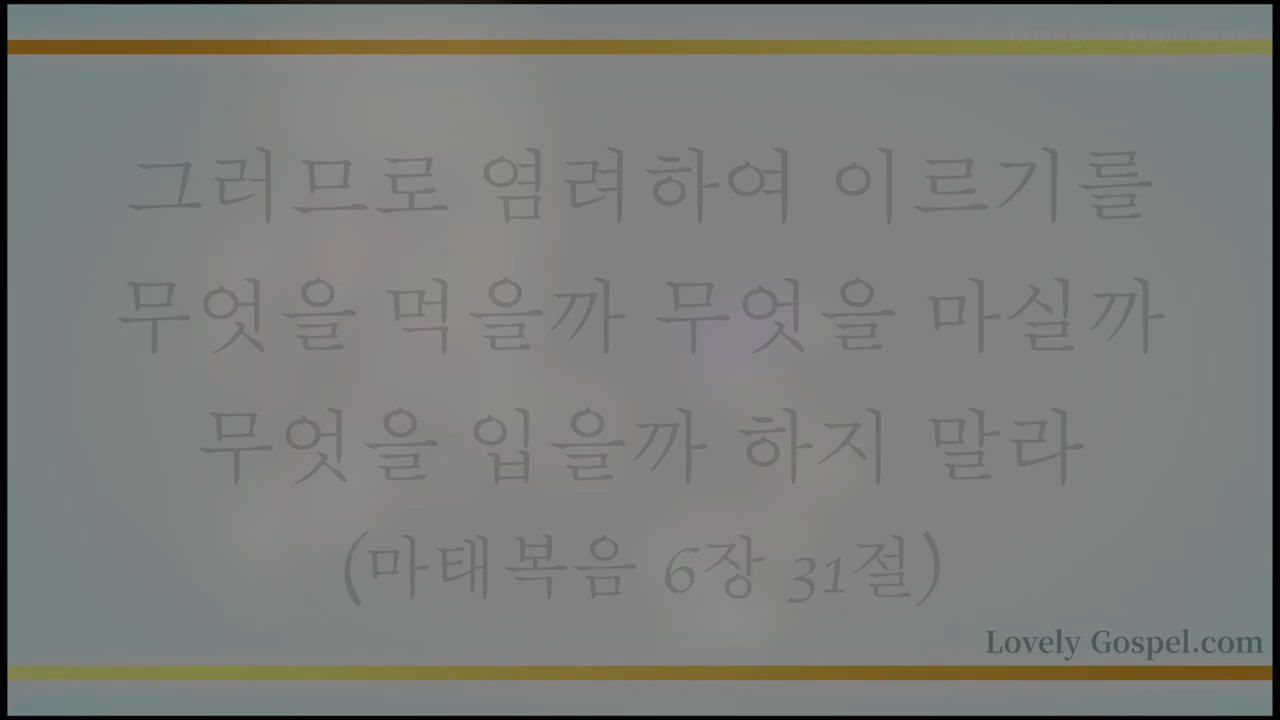 그러므로 염려하여 이르기를
무엇을 먹을까 무엇을 마실까
무엇을 입을까 하지 말라
(마태복음 6장 31절)
Lovely Gospel.com